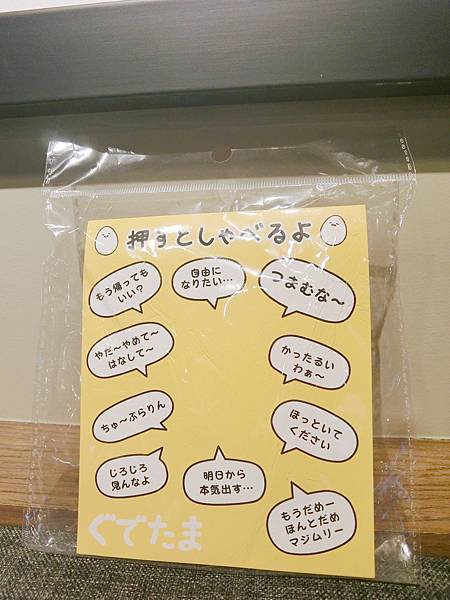 押すとしゃべるよ
もう帰っても
いい?
自由に
なりたい…
つまむな〜
やだ〜やめて〜
はなして〜
かったるい
わぁ〜
ちゅ〜ぶらりん
ほっといて
ください
じろじろ
見んなよ
明日から
本気出す…
もうだめー
ほんとだめ
マジムリー
ぐでたま